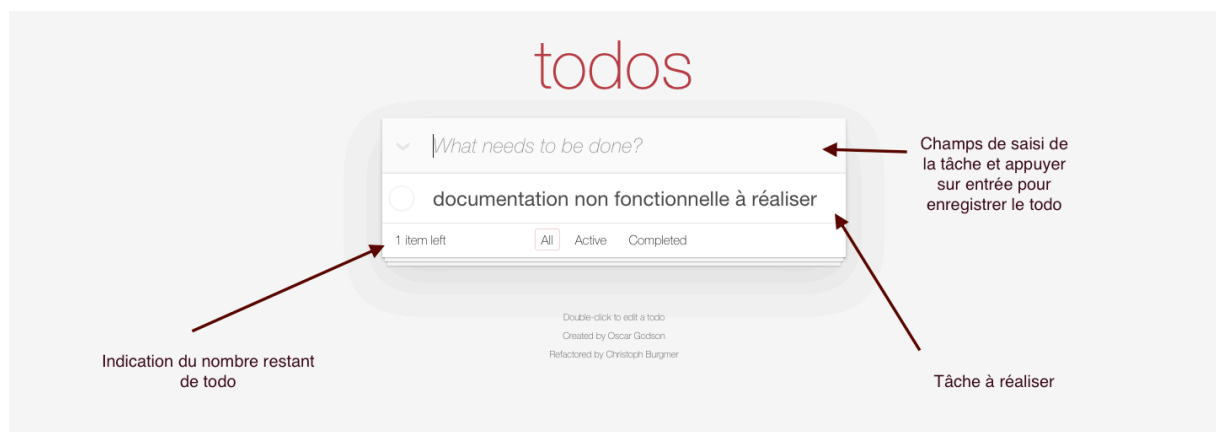 todos
What needs to be done?
documentation non fonctionnelle à réaliser
1 item left All Active Completed
Double-click to edit a todo
Created by Oscar Godson
Refactored by Christoph Burgmer
Champs de saisi de
la tâche et appuyer
sur entrée pour
enregistrer le todo
Indication du nombre restant
de todo
Tâche à réaliser